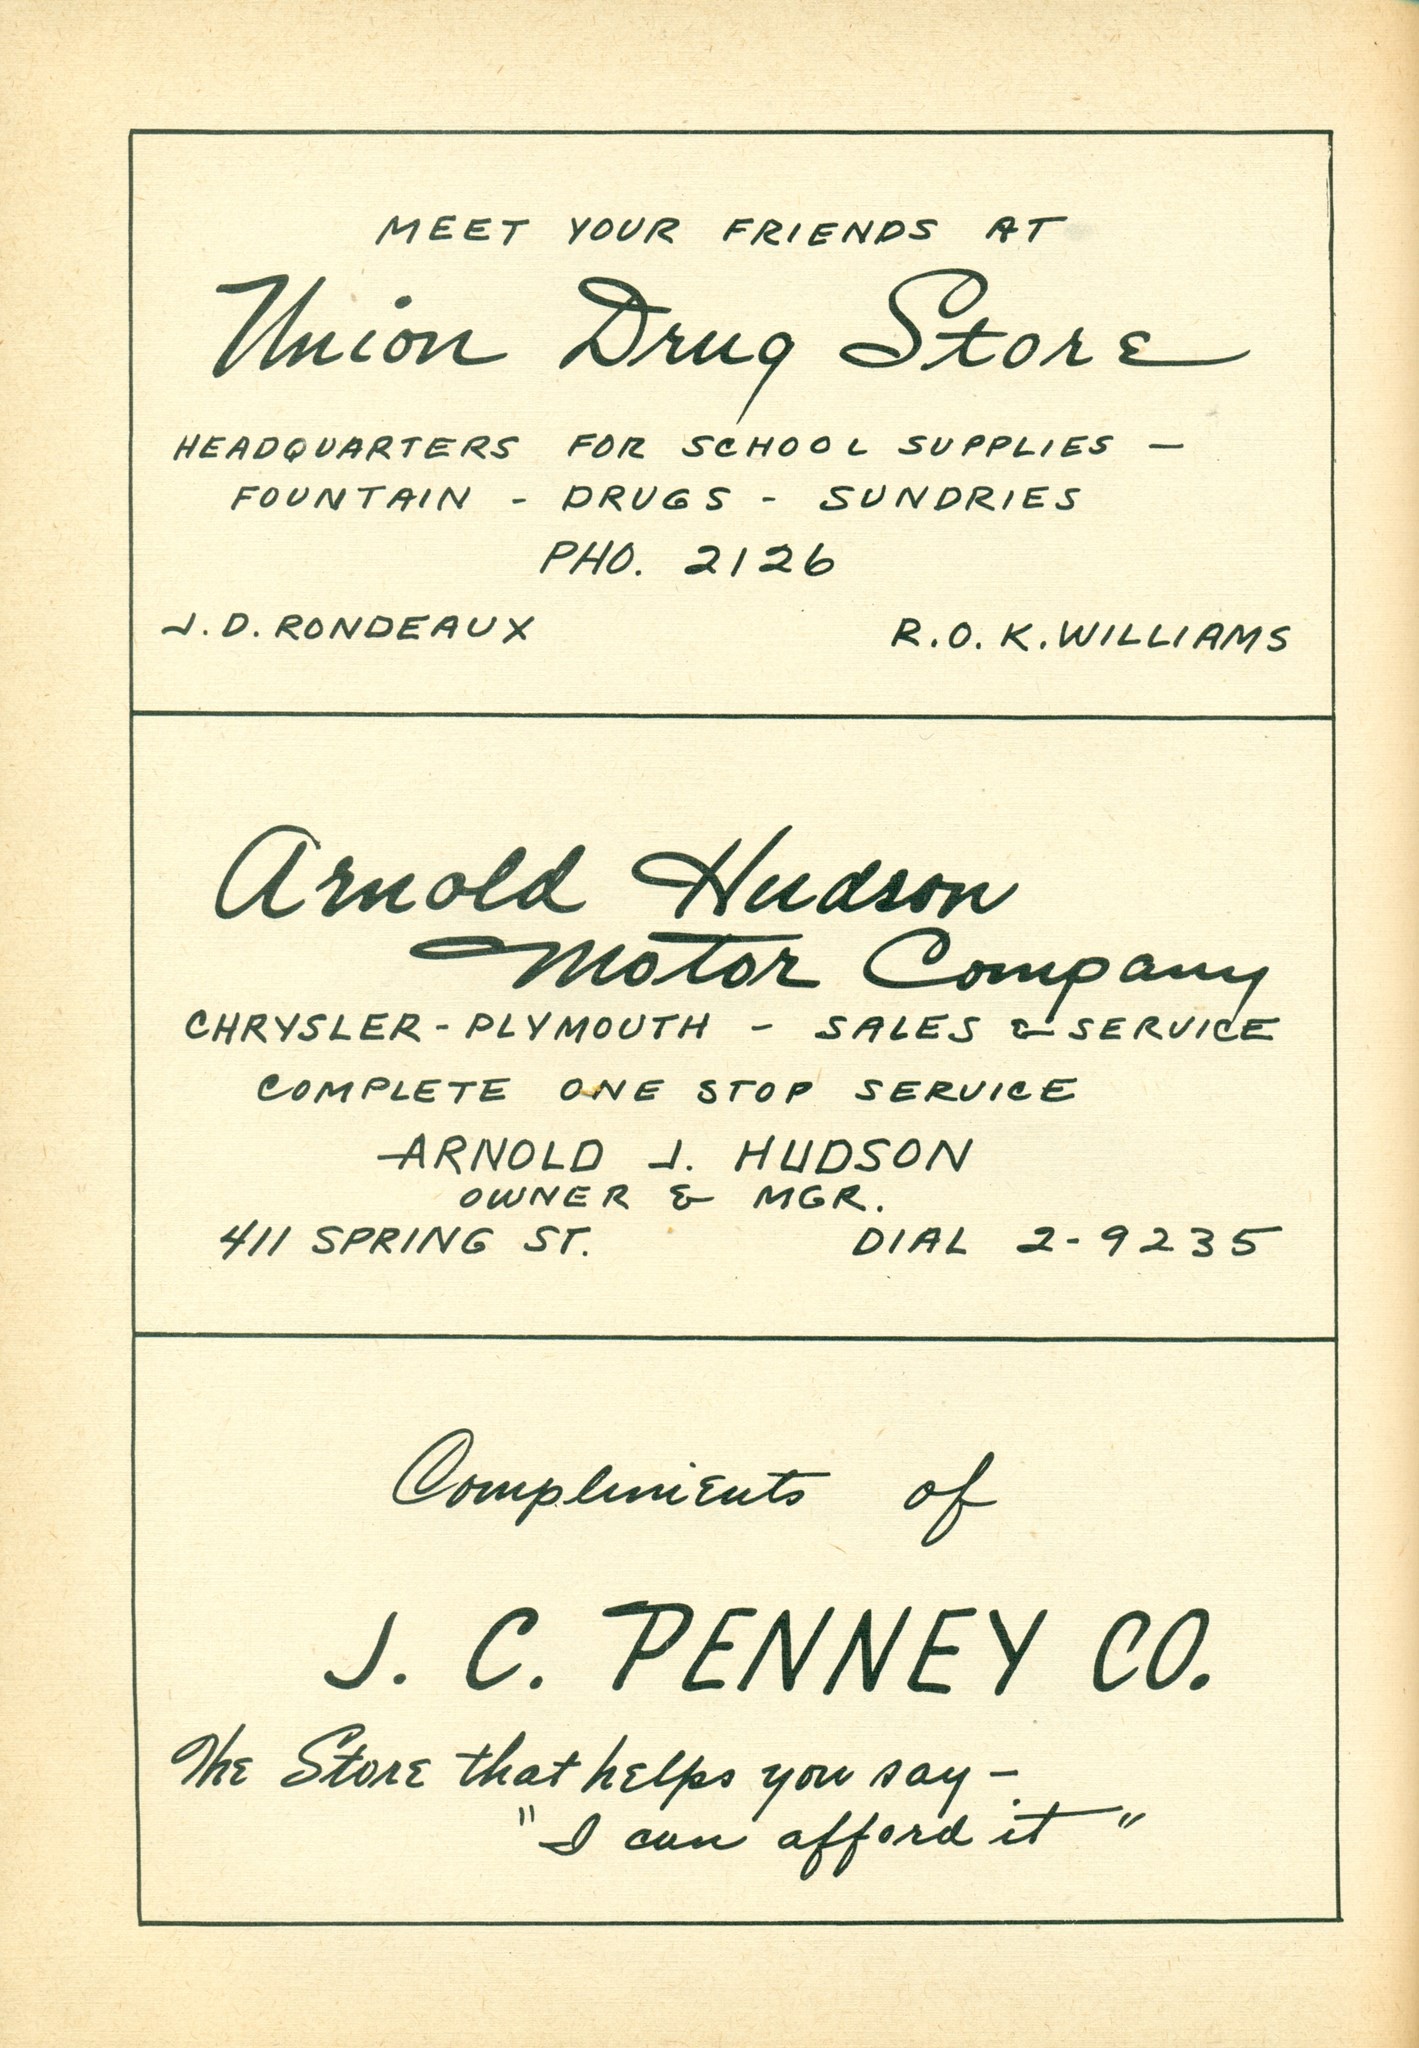 MEET YOUR FRIENDS AT
Union Drug Store
HEADQUARTERS FOR SCHOOL SUPPLIES —
FOUNTAIN - DRUGS - SUNDRIES
PHO. 2126
J. D. RONDEAUX R. O. K. WILLIAMS
Arnold Hudson
Motor Company
CHRYSLER - PLYMOUTH - SALES & SERVICE
COMPLETE ONE STOP SERVICE
ARNOLD J. HUDSON
OWNER & MGR.
411 SPRING ST. DIAL 2-9235
Compliments of
J. C. PENNEY CO.
The Store that helps you say —
"I can afford it"